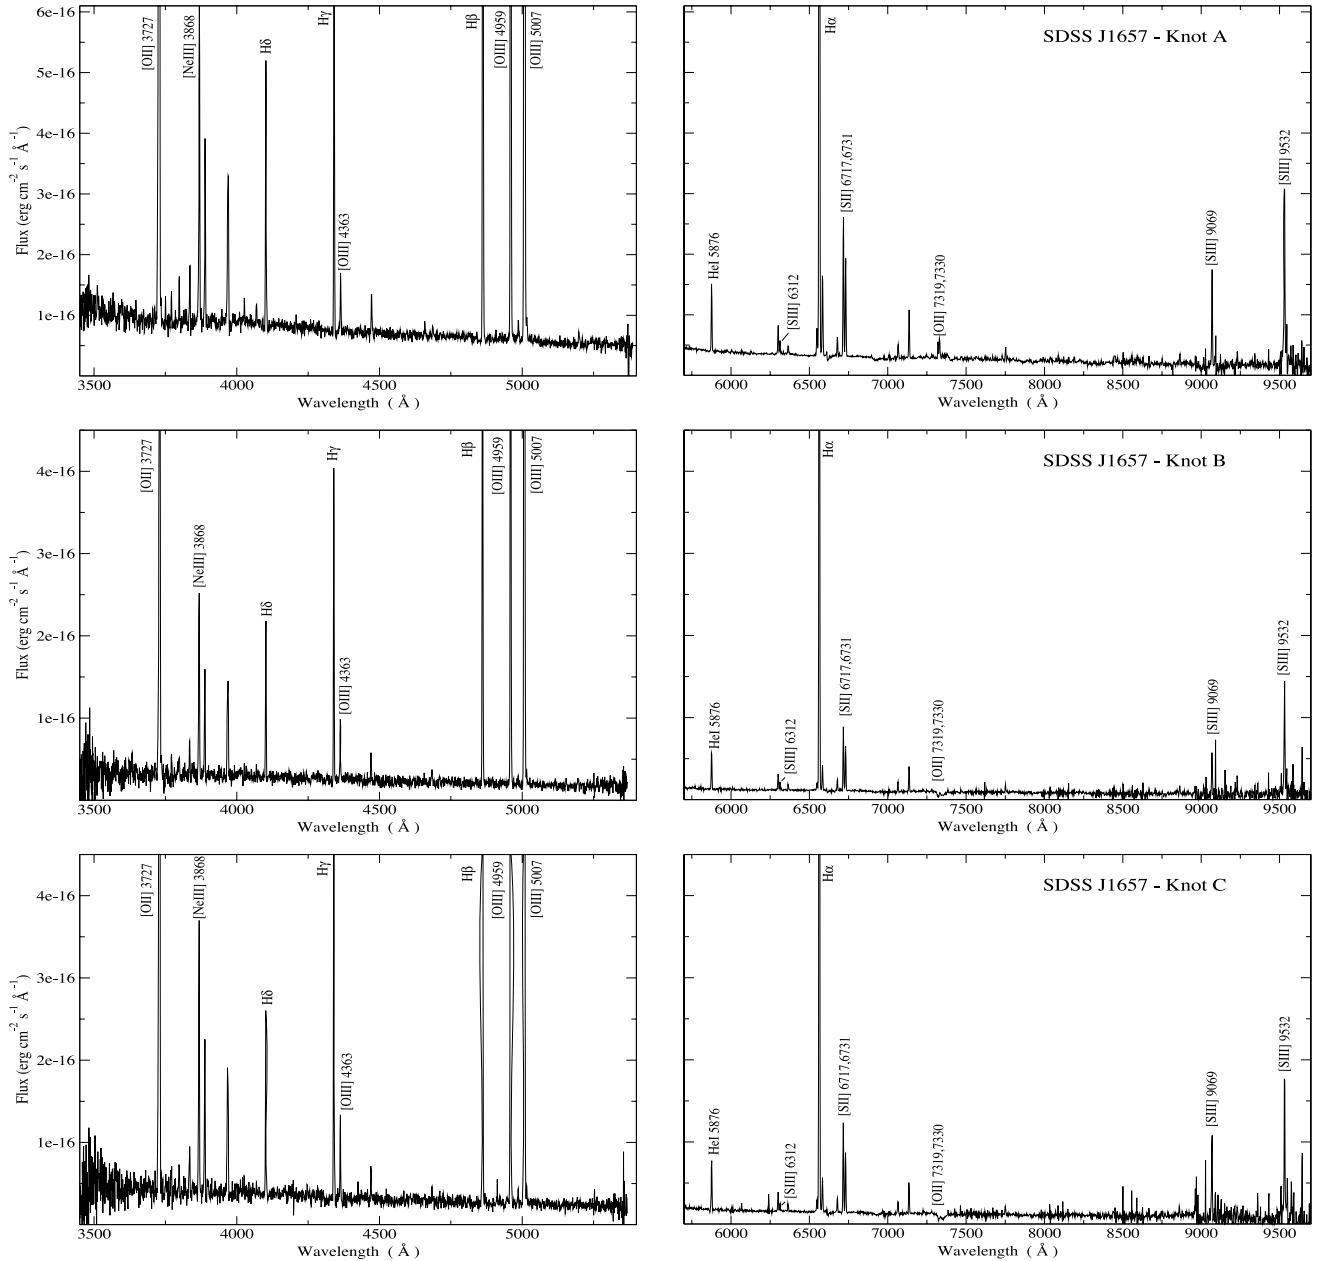 6e-16
5e-16
4e-16
3e-16
2e-16
1e-16
Flux (erg cm-2 s-1 Å-1)
[OII] 3727
[NeIII] 3868
Hδ
Hγ
[OIII] 4363
Hβ
[OIII] 4959
[OIII] 5007
3500 4000 4500 5000
Wavelength ( Å )
SDSS J1657 - Knot A
HeI 5876
[SIII] 6312
Hα
[SII] 6717,6731
[OII] 7319,7330
[SIII] 9069
[SIII] 9532
6000 6500 7000 7500 8000 8500 9000 9500
Wavelength ( Å )
4e-16
3e-16
2e-16
1e-16
Flux (erg cm-2 s-1 Å-1)
[OII] 3727
[NeIII] 3868
Hδ
Hγ
[OIII] 4363
Hβ
[OIII] 4959
[OIII] 5007
3500 4000 4500 5000
Wavelength ( Å )
SDSS J1657 - Knot B
HeI 5876
[SIII] 6312
Hα
[SII] 6717,6731
[OII] 7319,7330
[SIII] 9069
[SIII] 9532
6000 6500 7000 7500 8000 8500 9000 9500
Wavelength ( Å )
4e-16
3e-16
2e-16
1e-16
Flux (erg cm-2 s-1 Å-1)
[OII] 3727
[NeIII] 3868
Hδ
Hγ
[OIII] 4363
Hβ
[OIII] 4959
[OIII] 5007
3500 4000 4500 5000
Wavelength ( Å )
SDSS J1657 - Knot C
HeI 5876
[SIII] 6312
Hα
[SII] 6717,6731
[OII] 7319,7330
[SIII] 9069
[SIII] 9532
6000 6500 7000 7500 8000 8500 9000 9500
Wavelength ( Å )